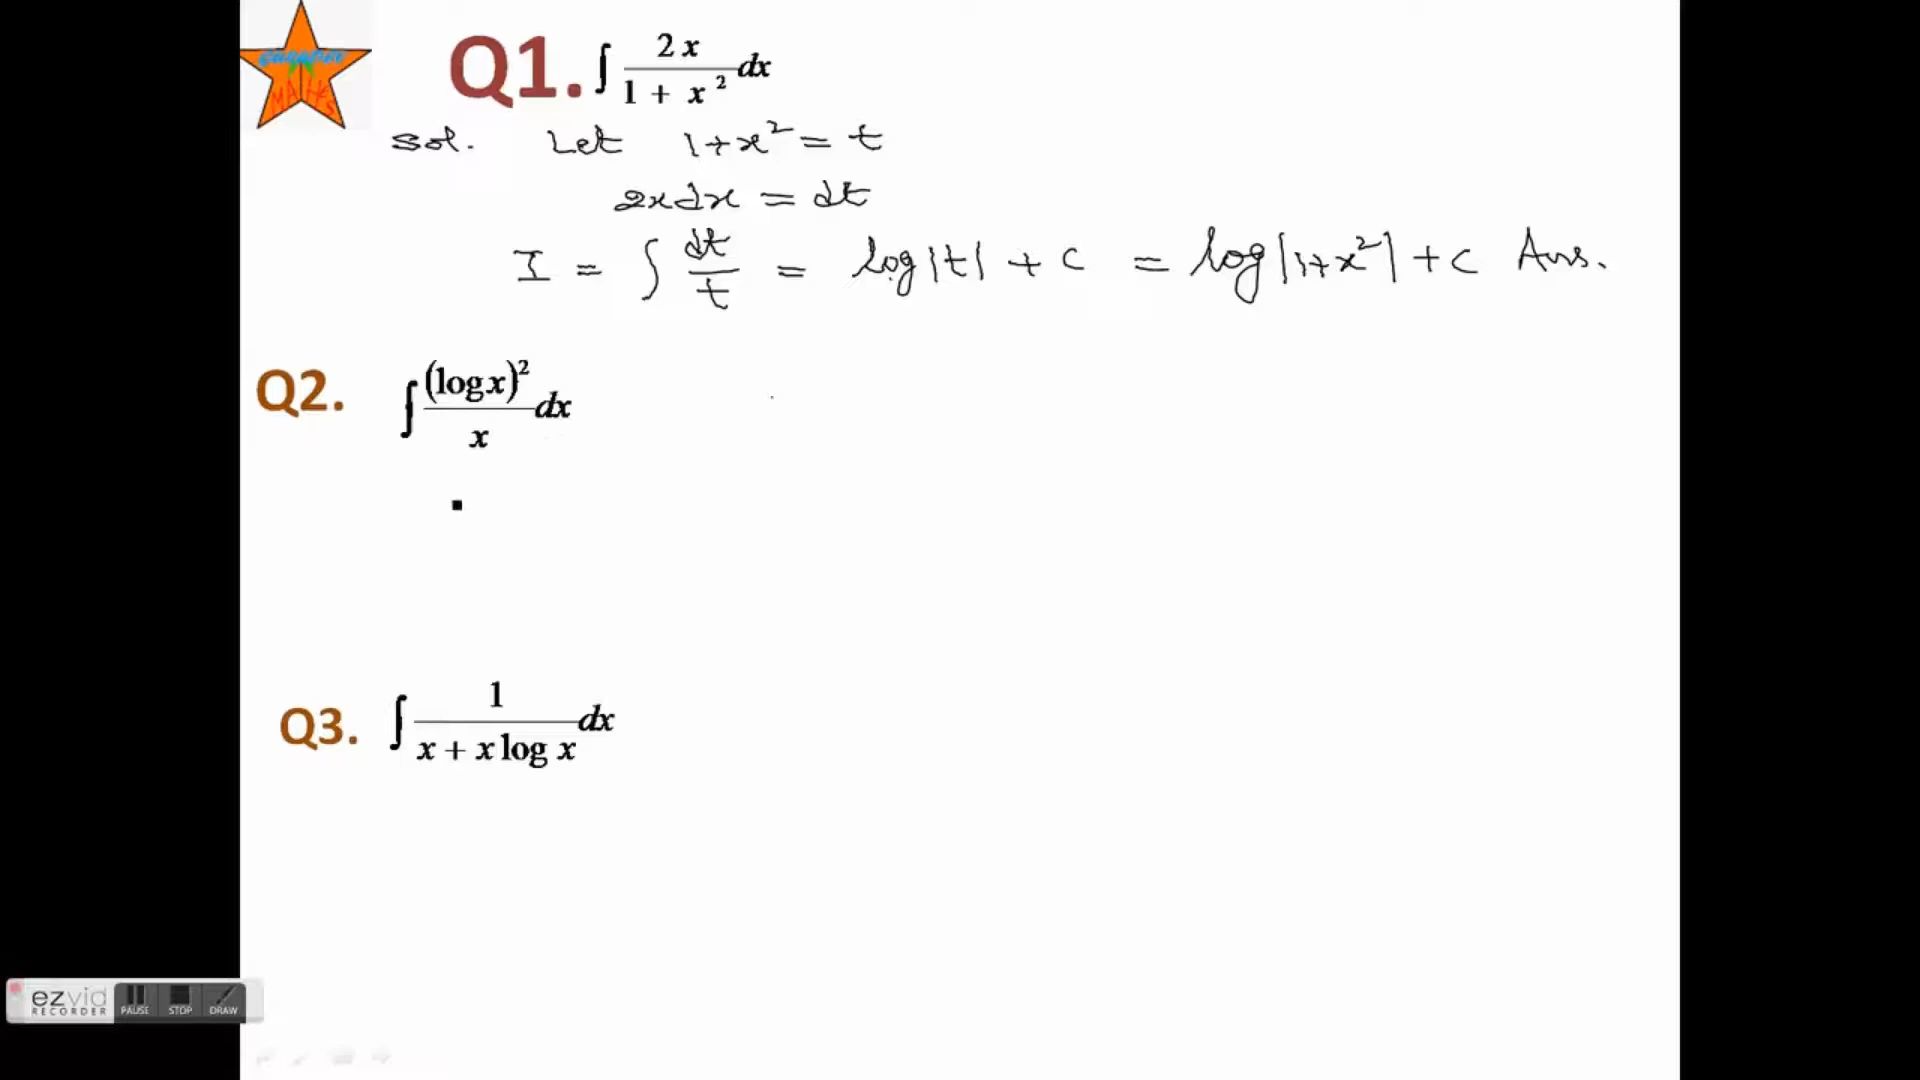 MATHS
Q1. ∫ 2x / (1 + x²) dx
Sol. Let 1+x² = t
2xdx = dt
I = ∫ dt/t = log|t| + c = log|1+x²| + c Ans.
Q2. ∫ (log x)² / x dx
Q3. ∫ 1 / (x + x log x) dx
ezvid
RECORDER
PAUSE STOP DRAW